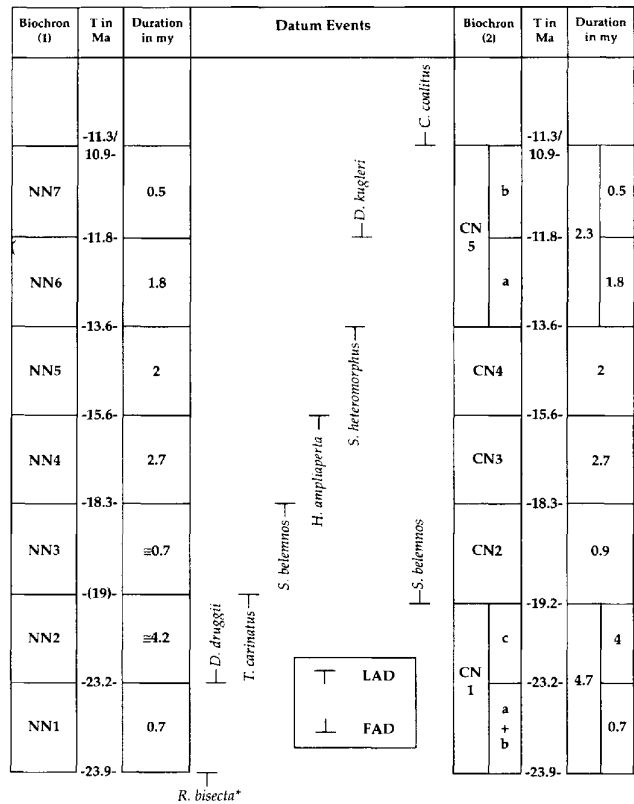 Biochron (1) T in Ma Duration in my Datum Events Biochron (2) T in Ma Duration in my
C. coalitus
-11.3/ 10.9- -11.3/ 10.9-
NN7 0.5 D. kugleri b 0.5
-11.8- -11.8-
CN 5 2.3
NN6 1.8 a 1.8
-13.6- -13.6-
NN5 2 S. heteromorphus CN4 2
-15.6- -15.6-
NN4 2.7 H. ampliaperta CN3 2.7
-18.3- -18.3-
NN3 ≅0.7 S. belemnos S. belemnos CN2 0.9
-(19)- -19.2-
NN2 ≅4.2 D. druggii T. carinatus c 4
-23.2- -23.2-
LAD
CN 1 4.7
FAD
NN1 0.7 a + b 0.7
-23.9- -23.9-
R. bisecta*